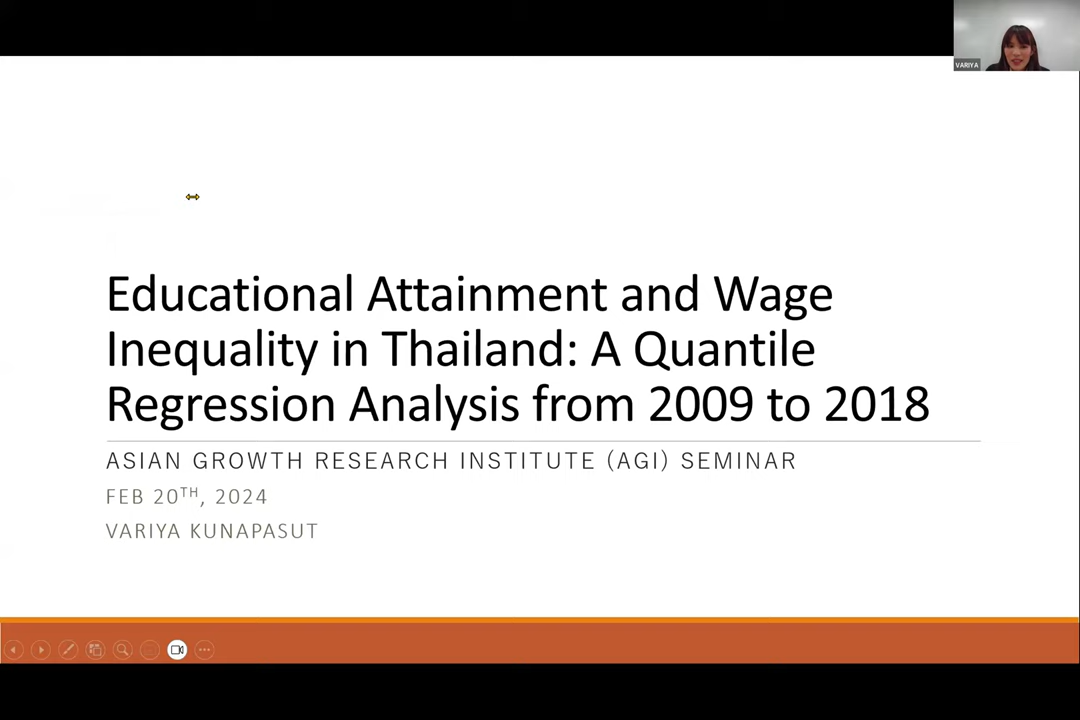 VARIYA
Educational Attainment and Wage
Inequality in Thailand: A Quantile
Regression Analysis from 2009 to 2018
ASIAN GROWTH RESEARCH INSTITUTE (AGI) SEMINAR
FEB 20TH, 2024
VARIYA KUNAPASUT